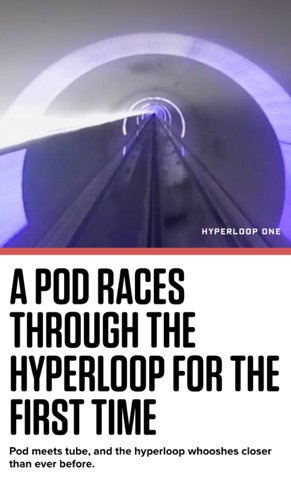 HYPERLOOP ONE
A POD RACES
THROUGH THE
HYPERLOOP FOR THE
FIRST TIME
Pod meets tube, and the hyperloop whooshes closer
than ever before.